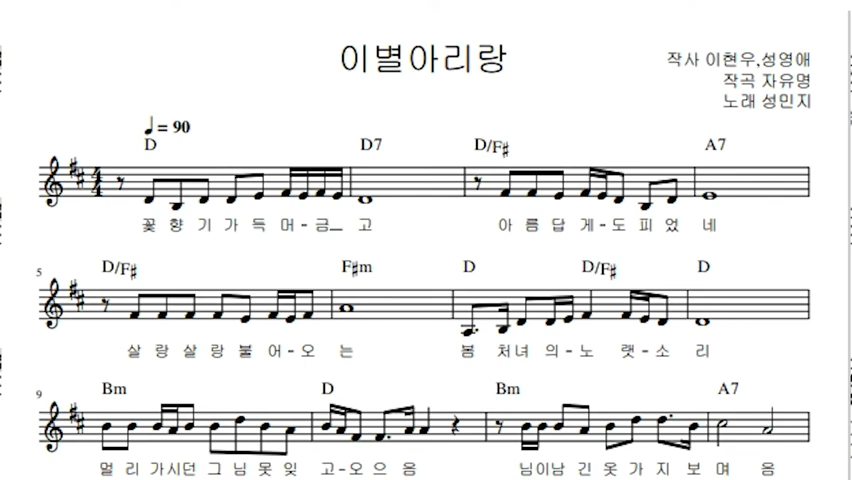 이별아리랑
작사 이현우,성영애
작곡 자유명
노래 성민지
♩= 90
D D7 D/F# A7
꽃 향 기 가 득 머-금_ 고 아 름 답 게-도 피 었 네
5 D/F# F#m D D/F# D
살 랑 살 랑 불 어-오 는 봄 처녀 의-노 랫-소 리
9 Bm D Bm A7
멀 리 가시던 그 님 못 잊 고-오 으 응 님이남 긴 옷 가 지 보 며 음